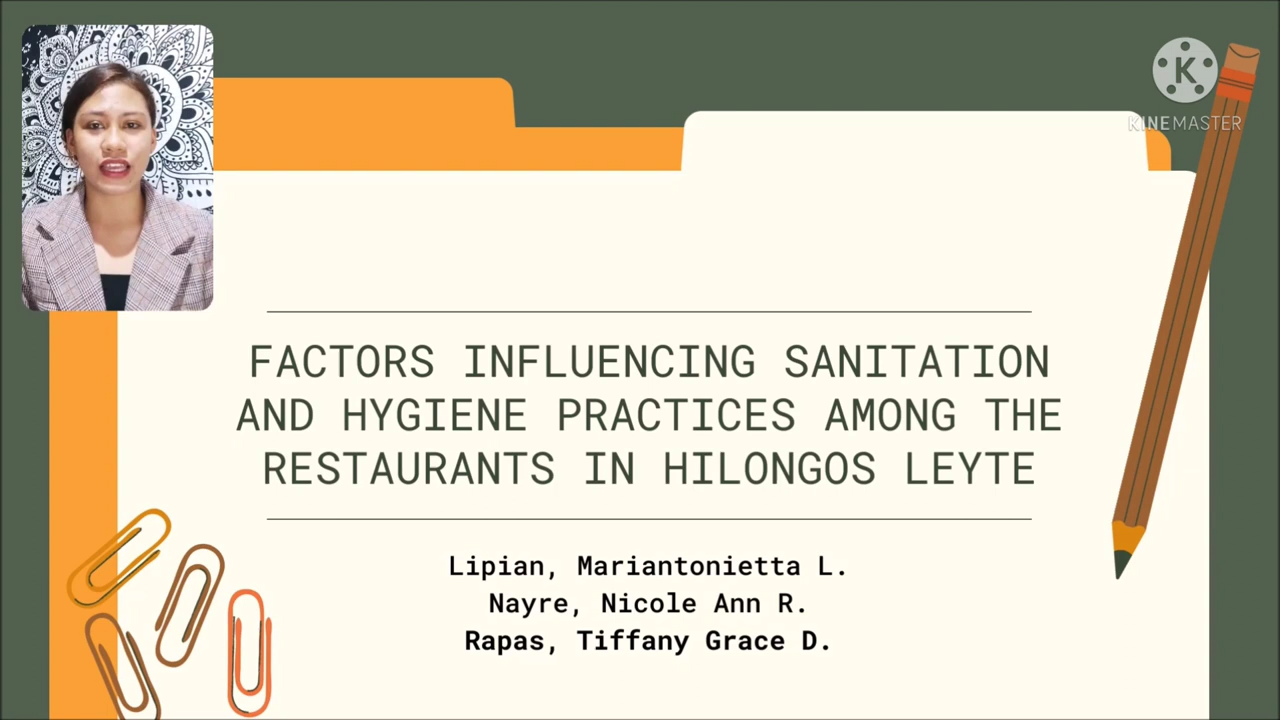 K
KINEMASTER
FACTORS INFLUENCING SANITATION
AND HYGIENE PRACTICES AMONG THE
RESTAURANTS IN HILONGOS LEYTE
Lipian, Mariantonietta L.
Nayre, Nicole Ann R.
Rapas, Tiffany Grace D.